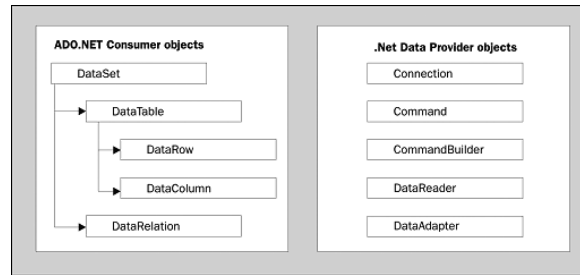 ADO.NET Consumer objects
DataSet
DataTable
DataRow
DataColumn
DataRelation
.Net Data Provider objects
Connection
Command
CommandBuilder
DataReader
DataAdapter